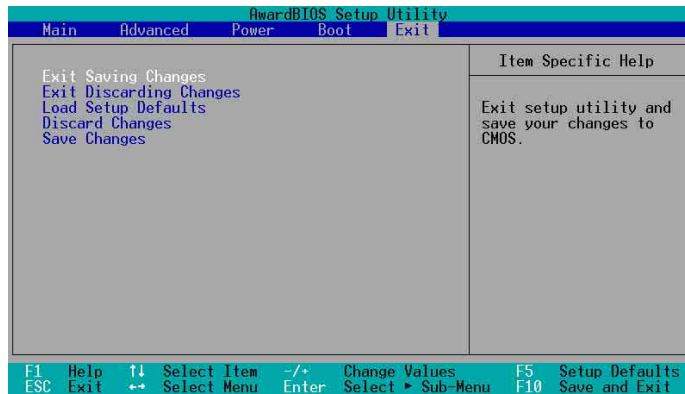 AwardBIOS Setup Utility
Main Advanced Power Boot Exit
Item Specific Help
Exit Saving Changes
Exit Discarding Changes
Load Setup Defaults
Discard Changes
Save Changes
Exit setup utility and
save your changes to
CMOS.
F1 Help ↑↓ Select Item -/+ Change Values F5 Setup Defaults
ESC Exit ←→ Select Menu Enter Select ► Sub-Menu F10 Save and Exit